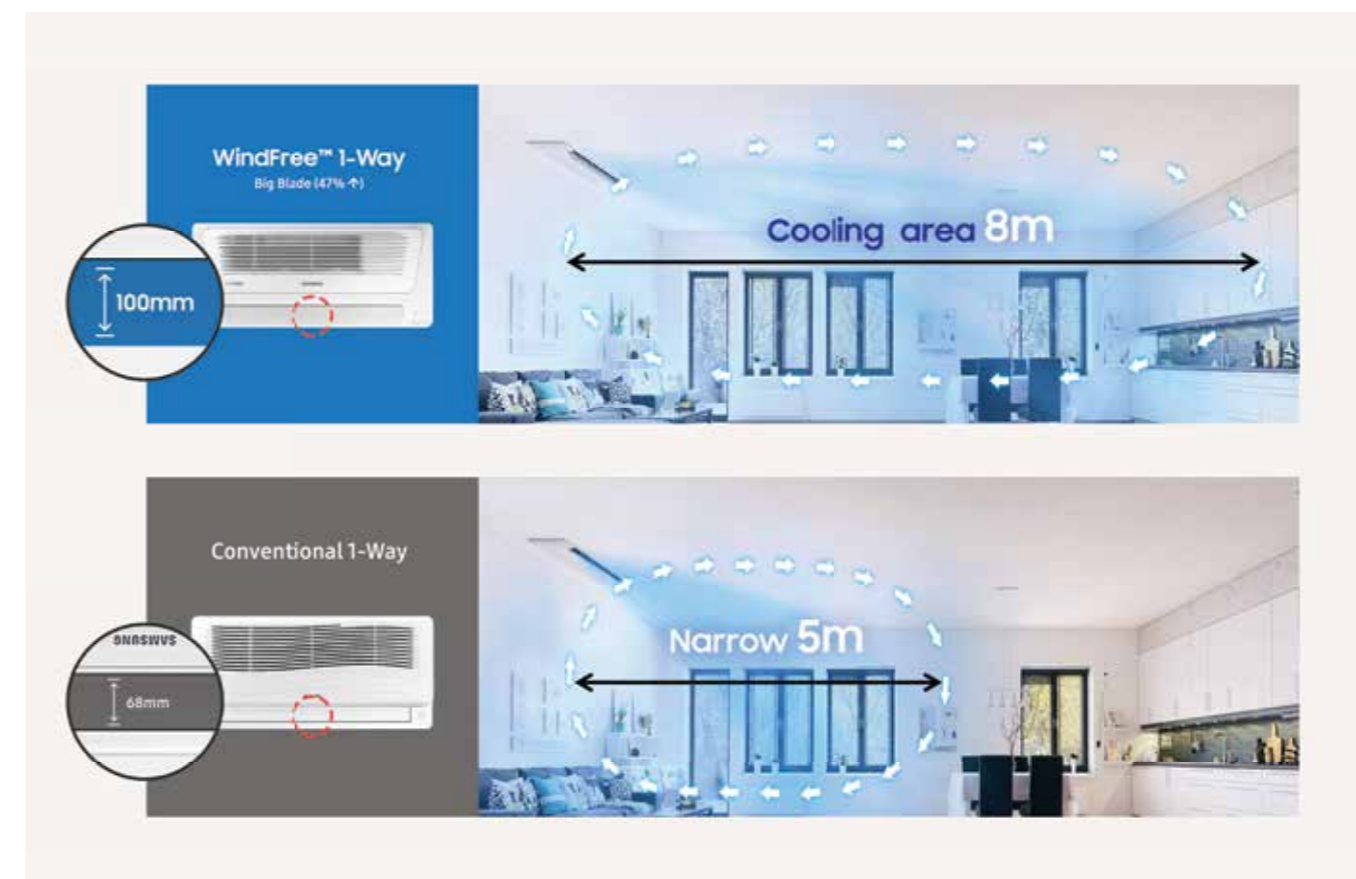 WindFree™ 1-Way
Big Blade (47% ↑)
100mm
Cooling area 8m
Conventional 1-Way
SAMSUNG
68mm
Narrow 5m